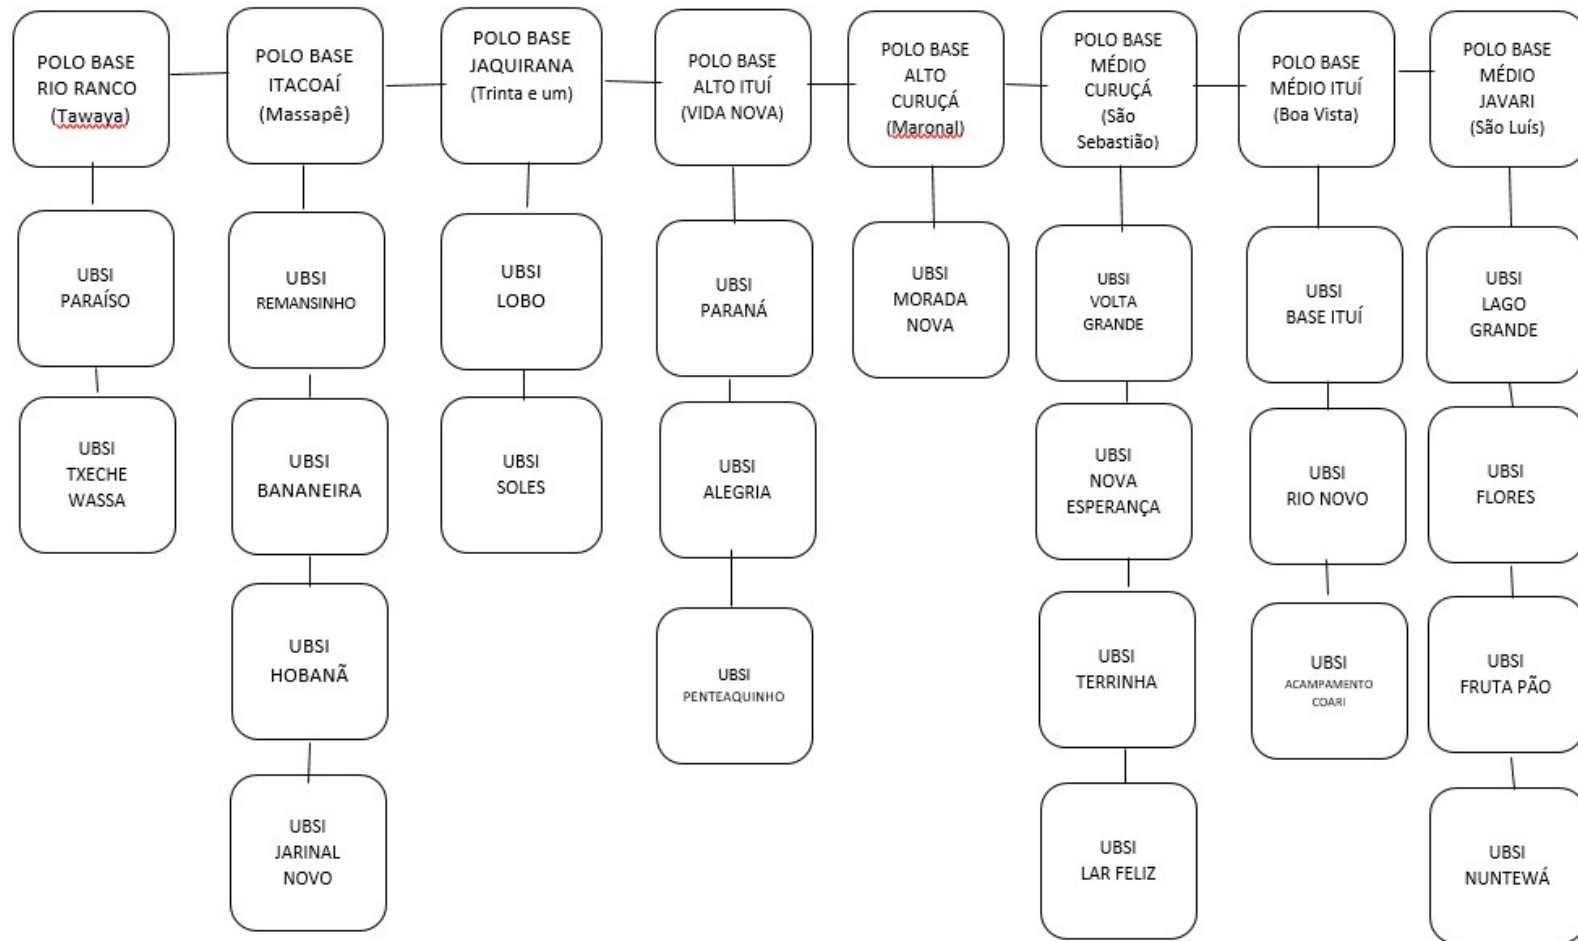 POLO BASE
RIO RANCO
(Tawaya)
POLO BASE
ITACOAÍ
(Massapê)
POLO BASE
JAQUIRANA
(Trinta e um)
POLO BASE
ALTO ITUÍ
(VIDA NOVA)
POLO BASE
ALTO
CURUÇÁ
(Maronal)
POLO BASE
MÉDIO
CURUÇÁ
(São
Sebastião)
POLO BASE
MÉDIO ITUÍ
(Boa Vista)
POLO BASE
MÉDIO
JAVARI
(São Luís)
UBSI
PARAÍSO
UBSI
REMANSINHO
UBSI
LOBO
UBSI
PARANÁ
UBSI
MORADA
NOVA
UBSI
VOLTA
GRANDE
UBSI
BASE ITUÍ
UBSI
LAGO
GRANDE
UBSI
TXECHE
WASSA
UBSI
BANANEIRA
UBSI
SOLES
UBSI
ALEGRIA
UBSI
NOVA
ESPERANÇA
UBSI
RIO NOVO
UBSI
FLORES
UBSI
HOBANÃ
UBSI
PENTEAQUINHO
UBSI
TERRINHA
UBSI
ACAMPAMENTO
COARI
UBSI
FRUTA PÃO
UBSI
JARINAL
NOVO
UBSI
LAR FELIZ
UBSI
NUNTEWÁ